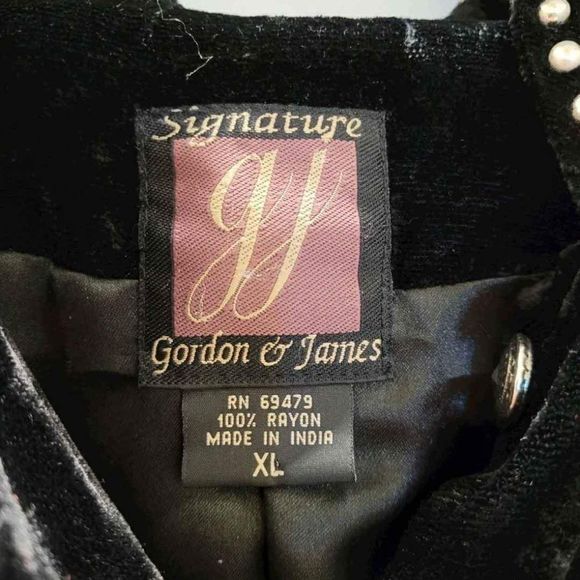 Signature
gj
Gordon & James
RN 69479
100% RAYON
MADE IN INDIA
XL